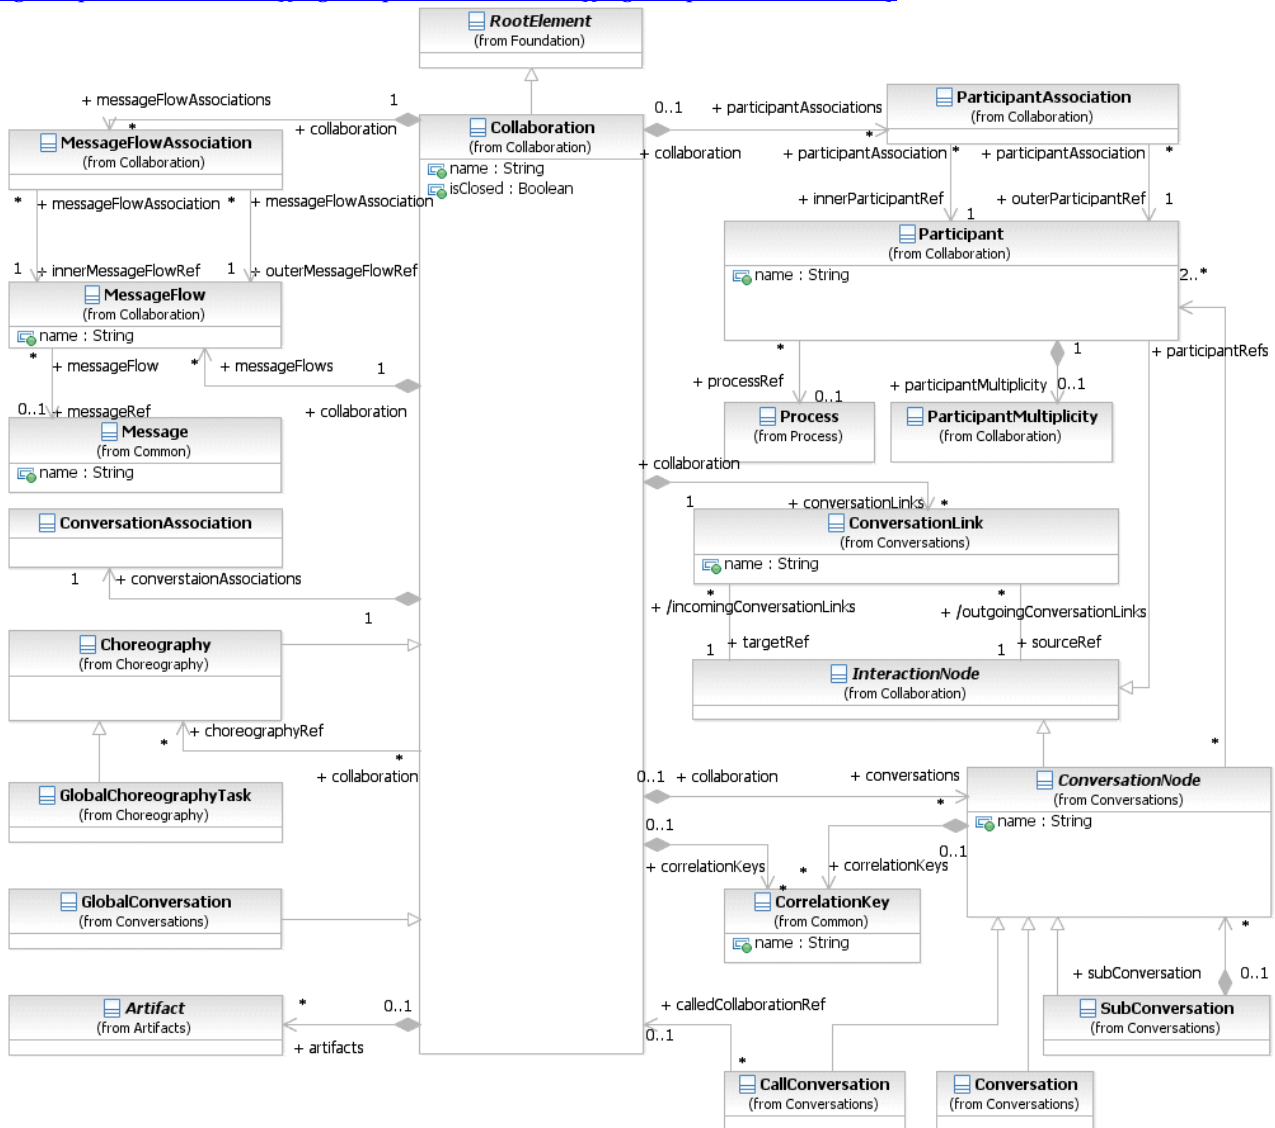 RootElement
(from Foundation)
+ messageFlowAssociations
1
*
+ collaboration
MessageFlowAssociation
(from Collaboration)
Collaboration
(from Collaboration)
name : String
isClosed : Boolean
0..1
+ participantAssociations
*
+ collaboration
ParticipantAssociation
(from Collaboration)
+ participantAssociation
*
+ participantAssociation
*
+ innerParticipantRef
1
+ outerParticipantRef
1
*
+ messageFlowAssociation
*
+ messageFlowAssociation
1
+ innerMessageFlowRef
1
+ outerMessageFlowRef
Participant
(from Collaboration)
name : String
2..*
MessageFlow
(from Collaboration)
name : String
*
+ messageFlow
*
+ messageFlows
1
+ collaboration
0..1
+ messageRef
Message
(from Common)
name : String
*
+ processRef
0..1
1
+ participantMultiplicity
0..1
+ participantRefs
Process
(from Process)
ParticipantMultiplicity
(from Collaboration)
+ collaboration
1
+ conversationLinks
*
ConversationAssociation
ConversationLink
(from Conversations)
name : String
1
+ converstaionAssociations
1
*
+ /incomingConversationLinks
*
+ /outgoingConversationLinks
1
+ targetRef
1
+ sourceRef
Choreography
(from Choreography)
InteractionNode
(from Collaboration)
*
+ choreographyRef
*
+ collaboration
*
GlobalChoreographyTask
(from Choreography)
0..1
+ collaboration
+ conversations
*
ConversationNode
(from Conversations)
name : String
0..1
+ correlationKeys
*
0..1
+ correlationKeys
*
GlobalConversation
(from Conversations)
CorrelationKey
(from Common)
name : String
*
+ subConversation
0..1
Artifact
(from Artifacts)
*
0..1
+ artifacts
+ calledCollaborationRef
0..1
*
SubConversation
(from Conversations)
CallConversation
(from Conversations)
Conversation
(from Conversations)